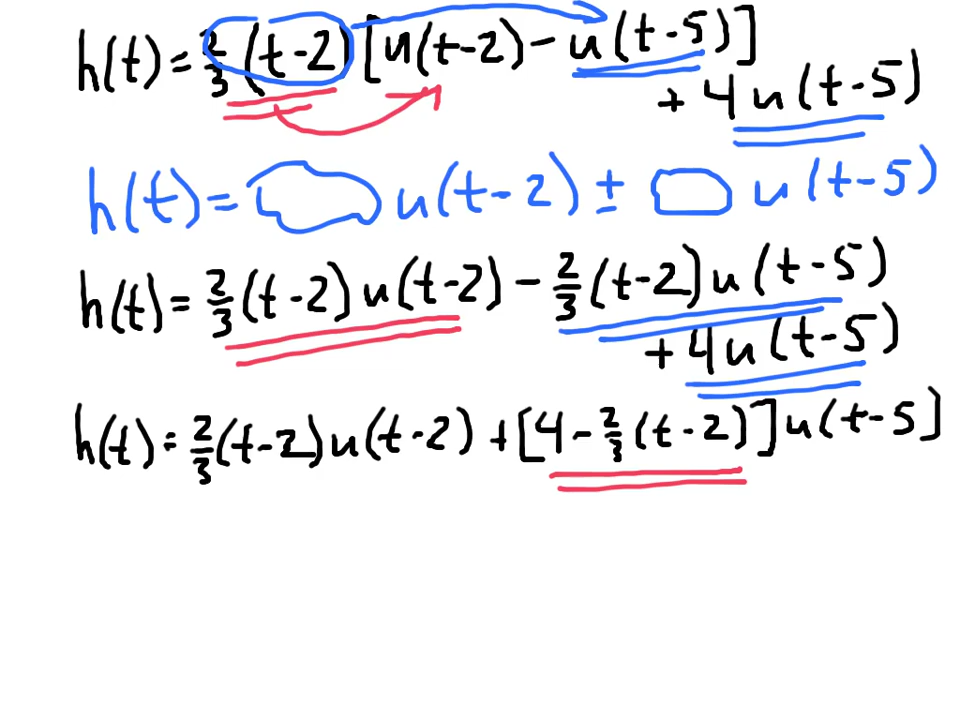 h(t) = 2/3 (t-2) [u(t-2) - u(t-5)]
+ 4u(t-5)
h(t) = u(t-2) ± u(t-5)
h(t) = 2/3 (t-2) u(t-2) - 2/3 (t-2) u(t-5)
+ 4u(t-5)
h(t) = 2/3 (t-2) u(t-2) + [4 - 2/3 (t-2)] u(t-5)